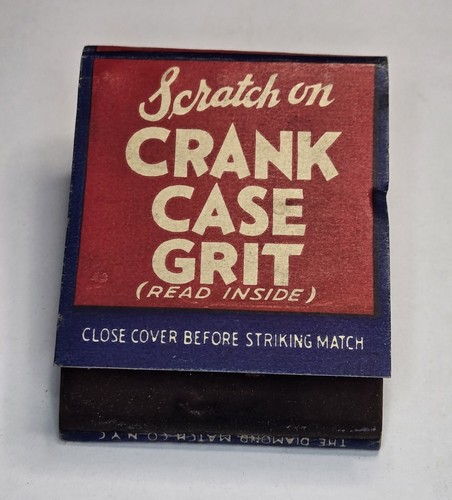 Scratch on
CRANK
CASE
GRIT
(READ INSIDE)
CLOSE COVER BEFORE STRIKING MATCH
THE DIAMOND MATCH CO. N.Y.C.